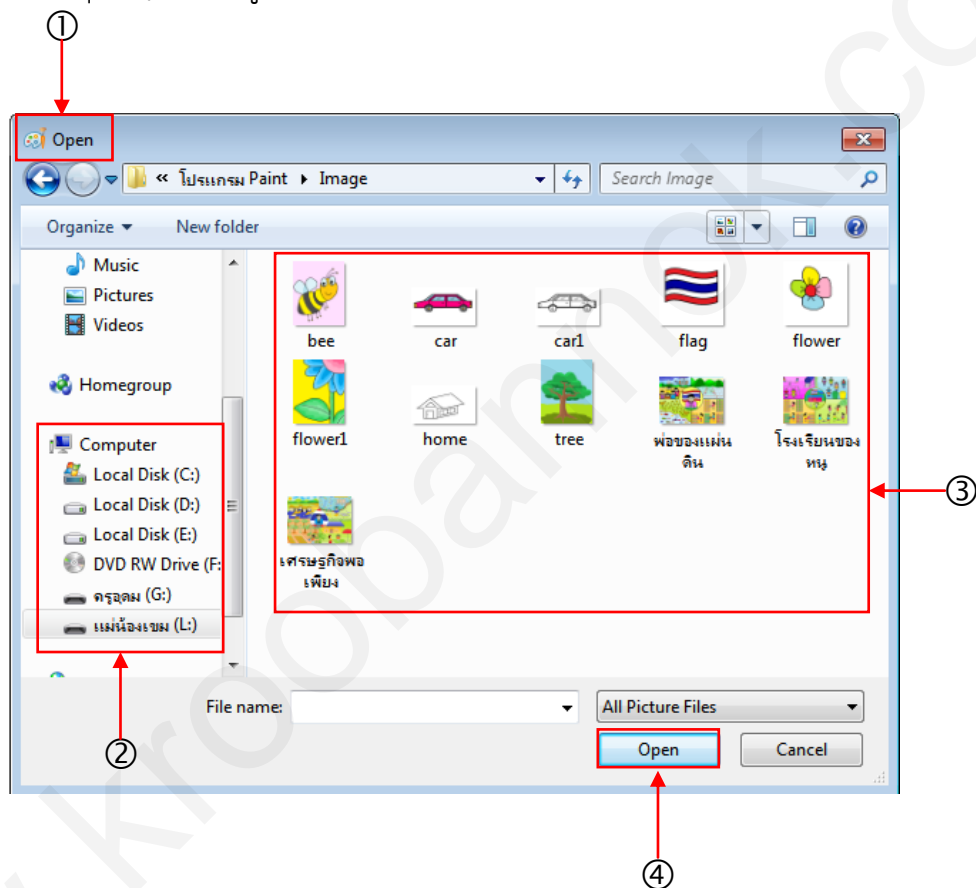 ①
Open
« โปรแกรม Paint Image
Search Image
Organize New folder
Music
Pictures
Videos
Homegroup
Computer
Local Disk (C:)
Local Disk (D:)
Local Disk (E:)
DVD RW Drive (F:
ครูอุดม (G:)
แม่น้องเขม (L:)
bee car car1 flag flower
flower1 home tree พ่อของแผ่น โรงเรียนของ
ดิน หนู
เศรษฐกิจพอ
เพียง
③
②
File name: All Picture Files
Open Cancel
④
kroobannok.co